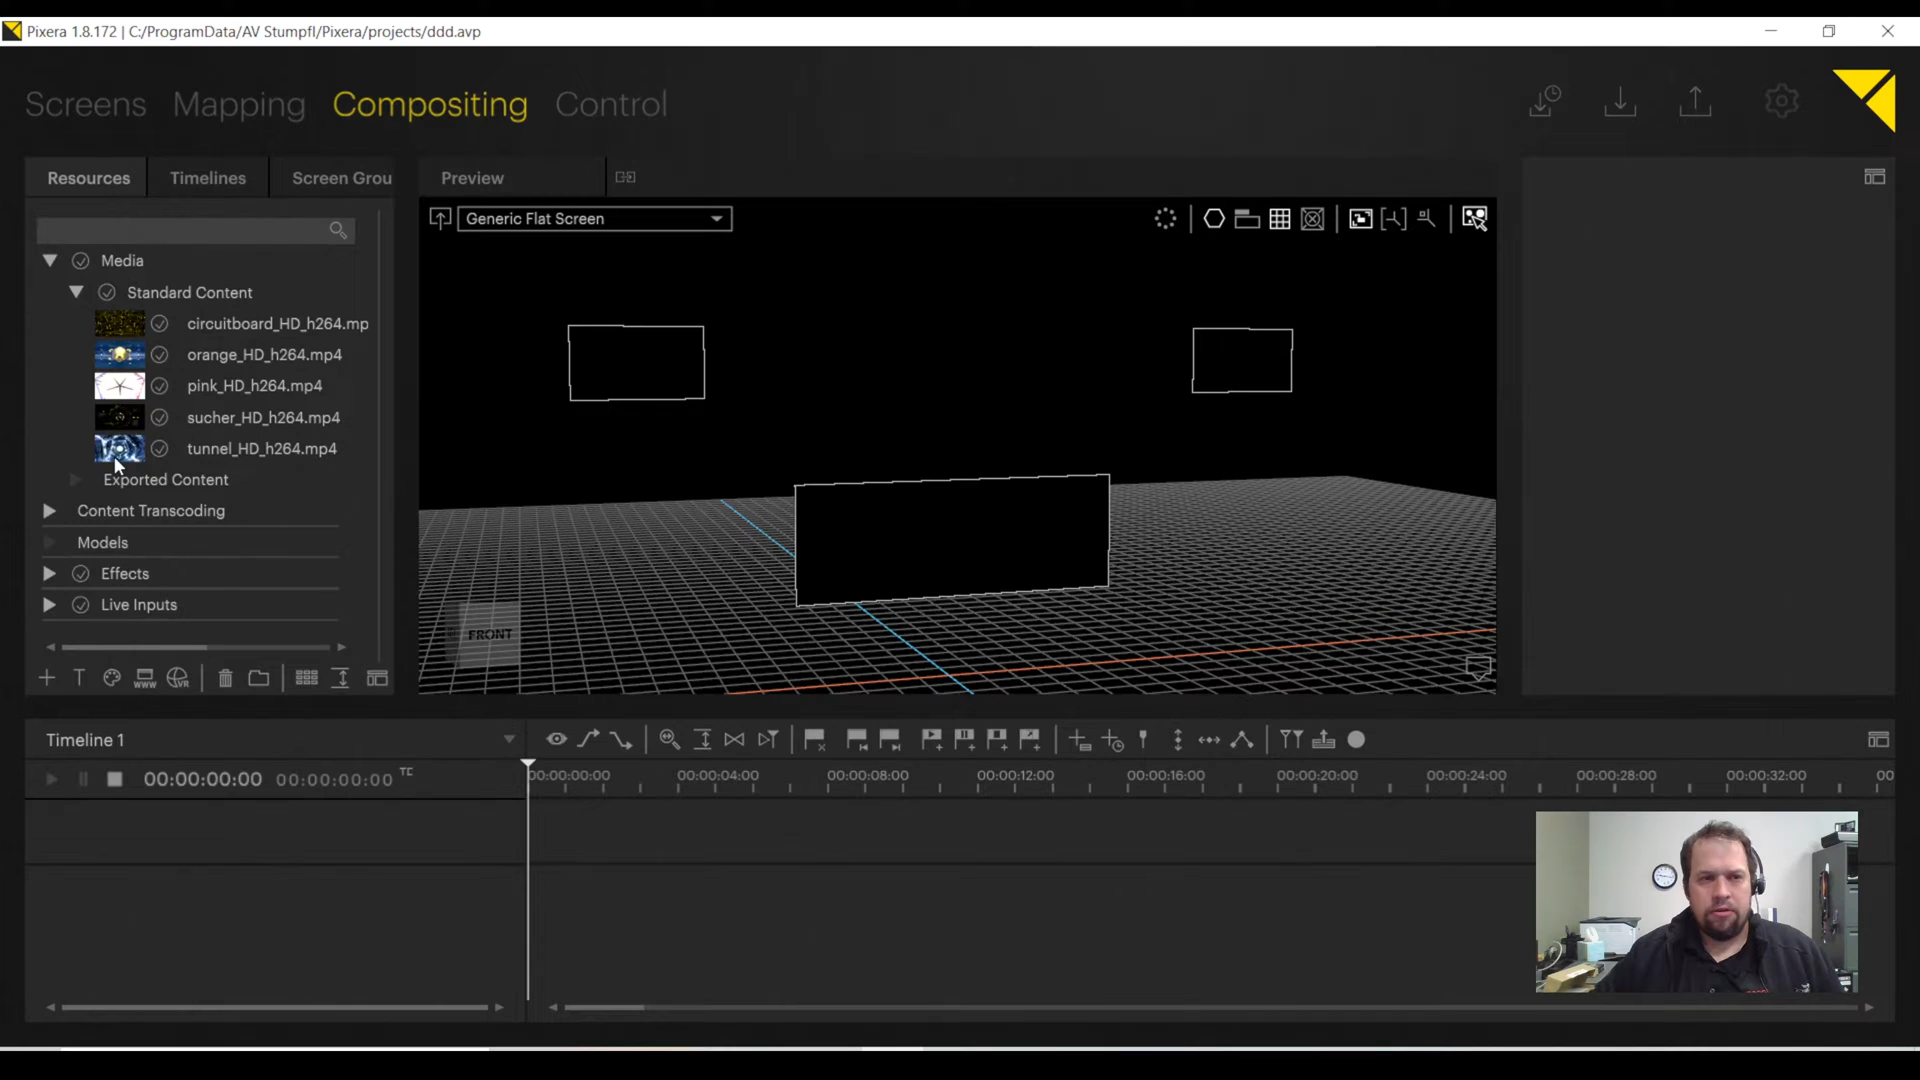 Pixera 1.8.172 | C:/ProgramData/AV Stumpfl/Pixera/projects/ddd.avp
Screens Mapping Compositing Control
Resources Timelines Screen Grou Preview
Generic Flat Screen
Media
Standard Content
circuitboard_HD_h264.mp
orange_HD_h264.mp4
pink_HD_h264.mp4
sucher_HD_h264.mp4
tunnel_HD_h264.mp4
Exported Content
Content Transcoding
Models
Effects
Live Inputs
FRONT
T WWW VR
Timeline 1
00:00:00:00 00:00:00:00 TC
00:00:00:00 00:00:04:00 00:00:08:00 00:00:12:00 00:00:16:00 00:00:20:00 00:00:24:00 00:00:28:00 00:00:32:00 00